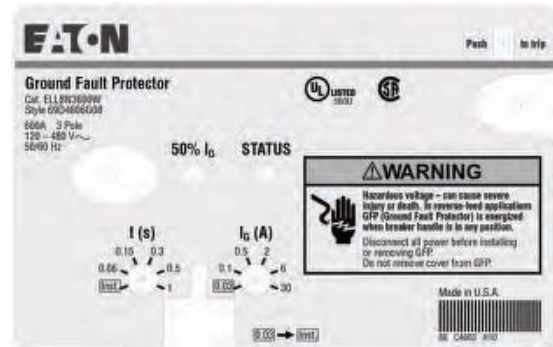 EATON
Push to trip
Ground Fault Protector
Cat. ELLBN3600W
Style 69D4606G08
600A 3 Pole
120 – 480 V~
50/60 Hz
UL LISTED
50% IG STATUS
WARNING
Hazardous voltage – can cause severe
injury or death. In reverse-feed applications
GFP (Ground Fault Protector) is energized
when breaker handle is in any position.
Disconnect all power before installing
or removing GFP.
Do not remove cover from GFP.
t (s)
0.15 0.3
0.06 0.5
Inst. 1
IG (A)
0.5 2
0.1 6
0.03 30
0.03 → Inst.
Made in U.S.A.